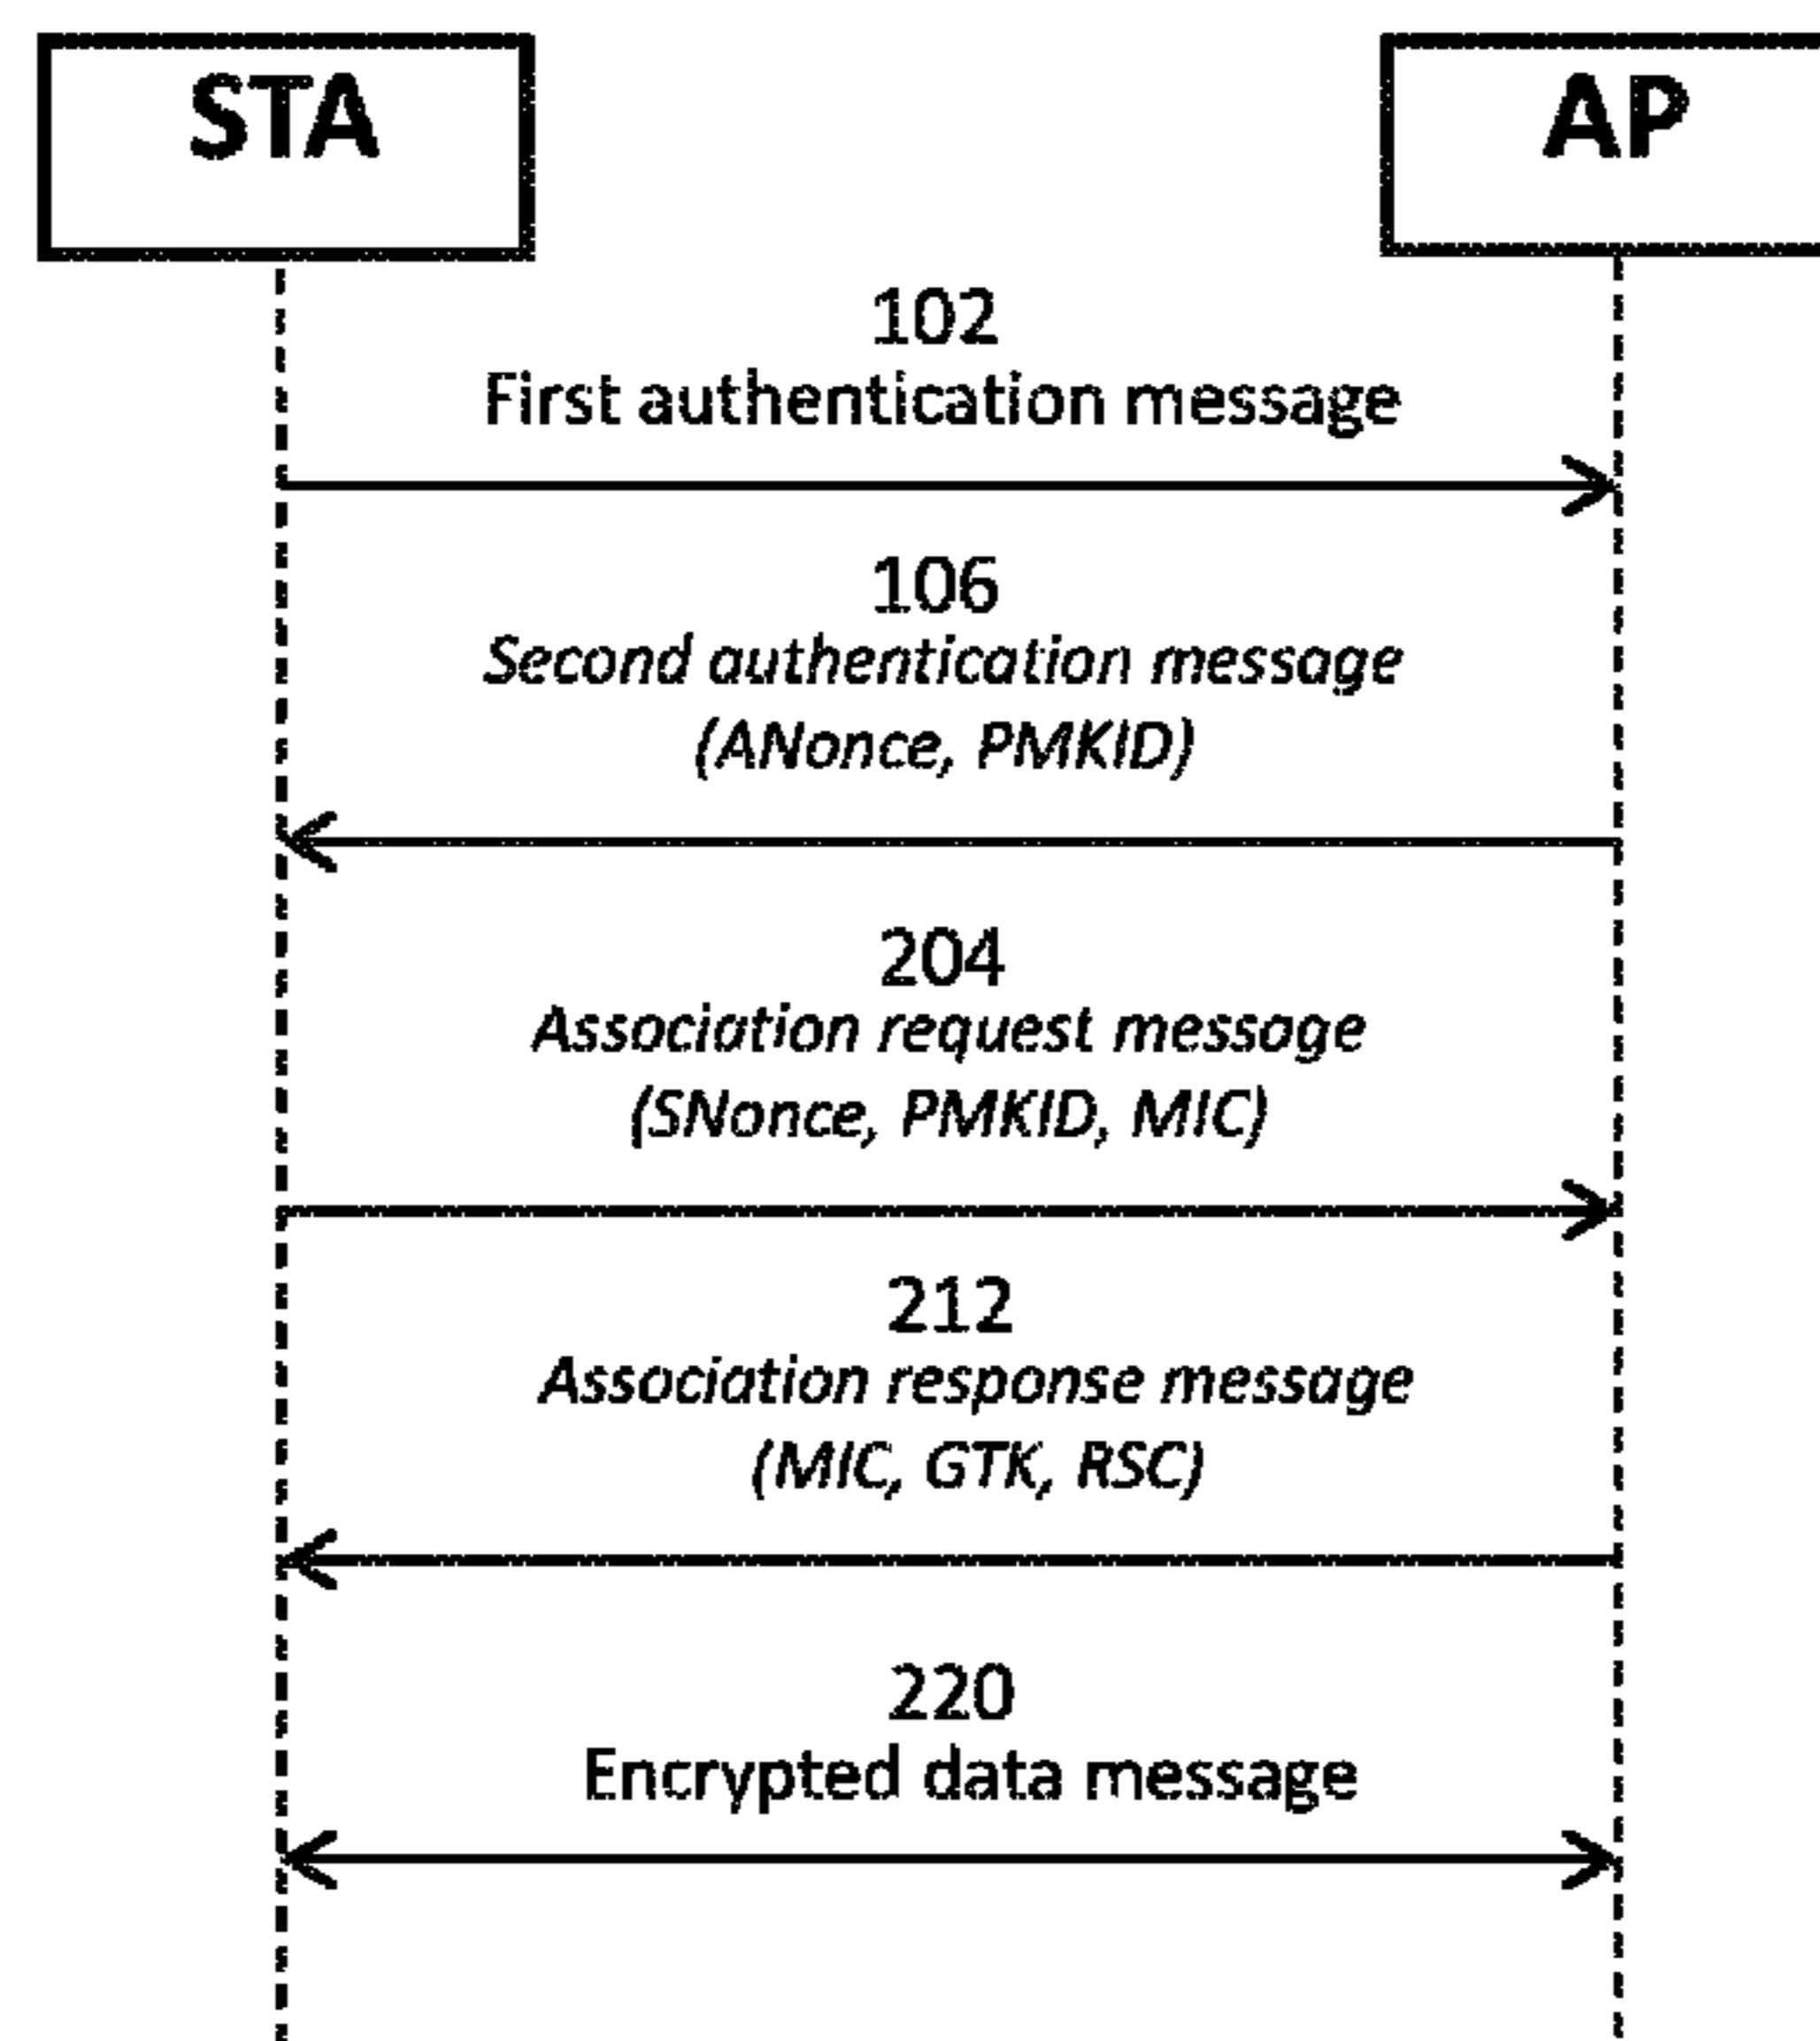 STA
AP
102
First authentication message
106
Second authentication message
(ANonce, PMKID)
204
Association request message
(SNonce, PMKID, MIC)
212
Association response message
(MIC, GTK, RSC)
220
Encrypted data message